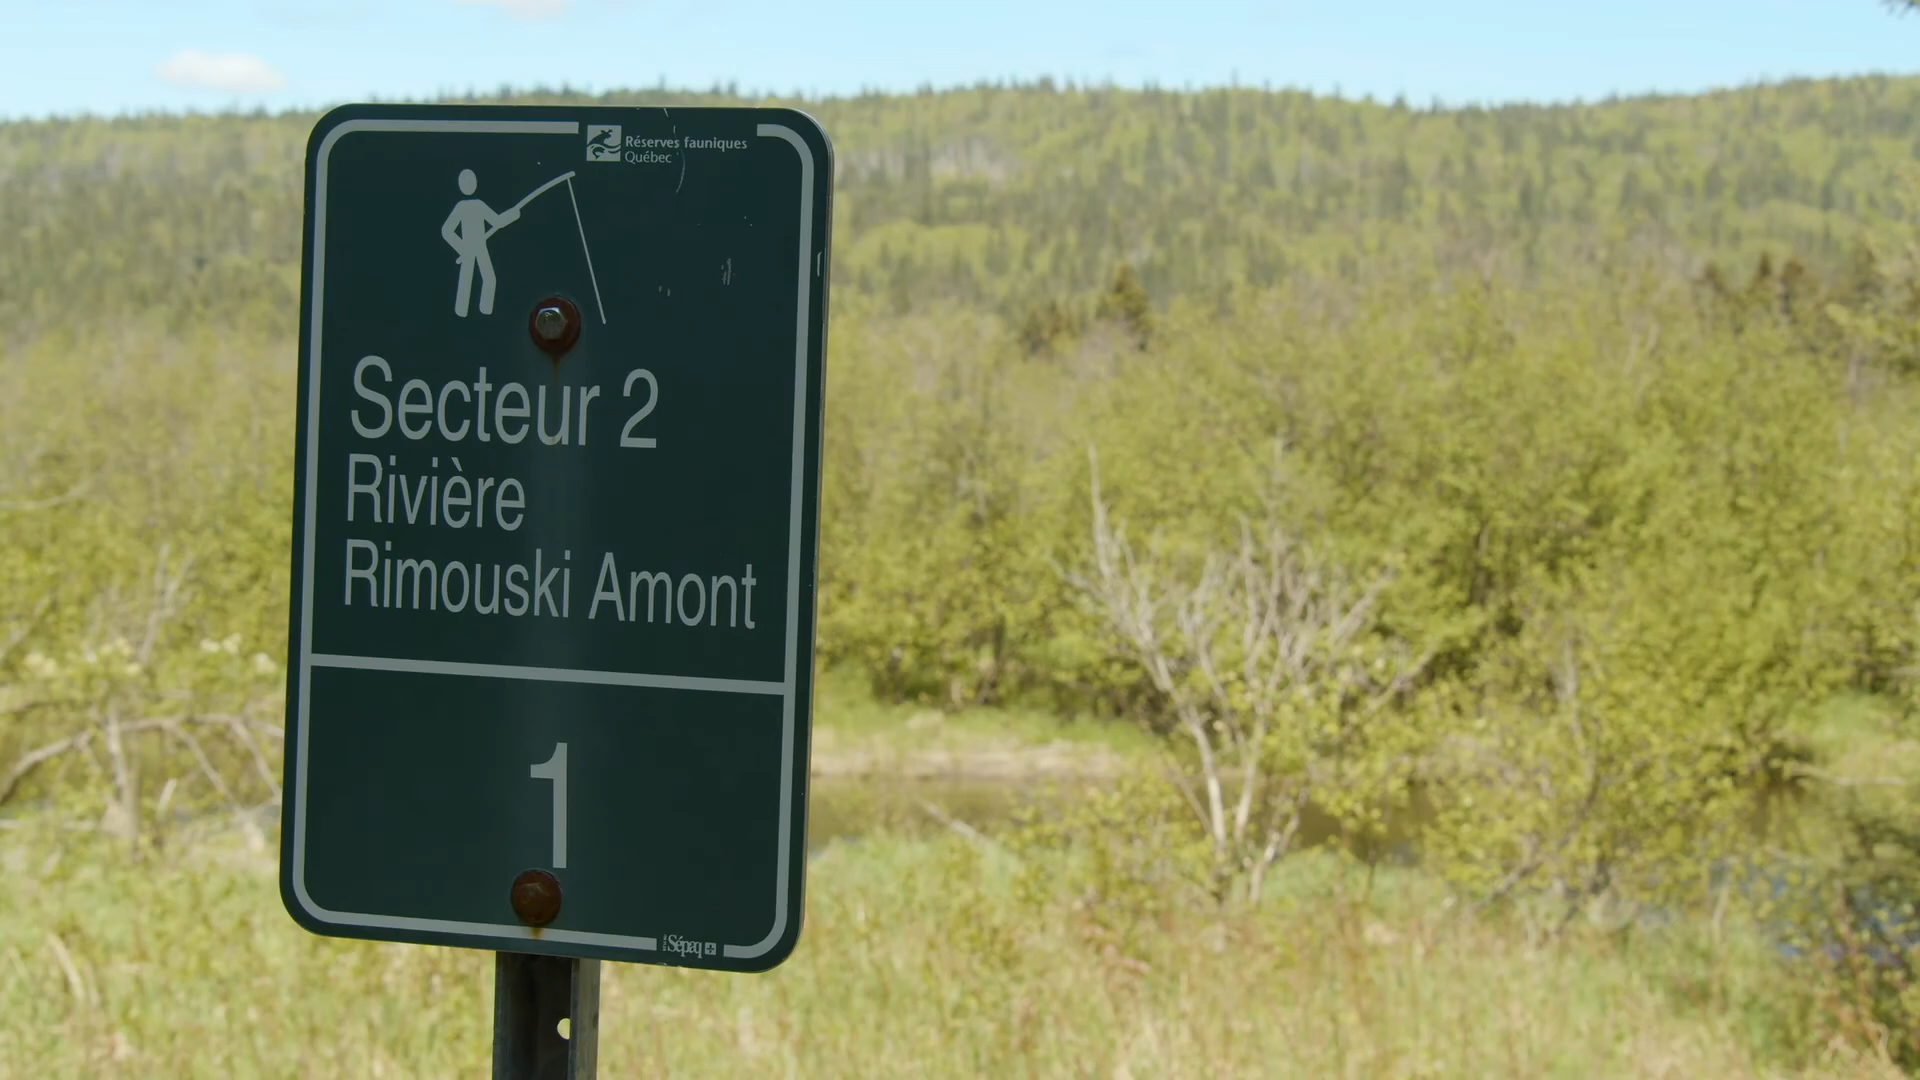 Réserves fauniques
Québec
Secteur 2
Rivière
Rimouski Amont
1
Sépaq